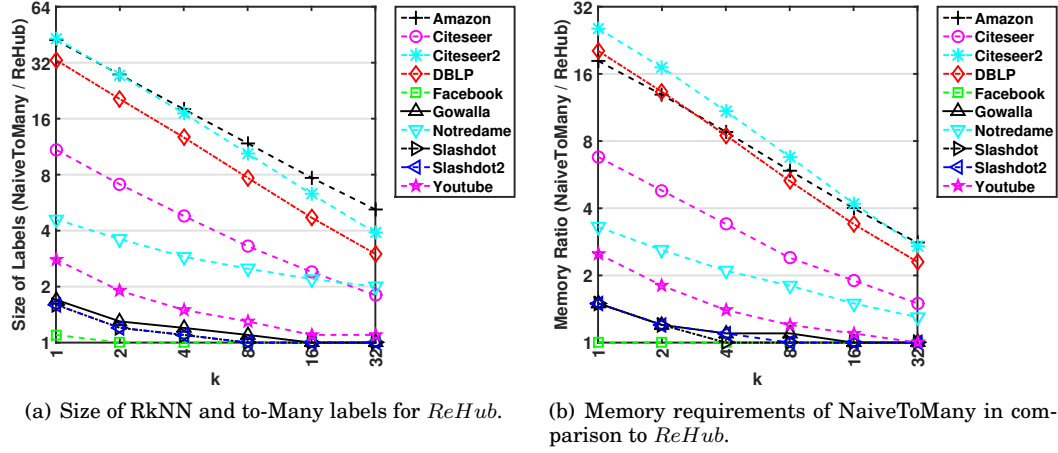 64
32
16
8
4
2
1
1
2
4
8
16
32
Size of Labels (NaiveToMany / ReHub)
k
Amazon
Citeseer
Citeseer2
DBLP
Facebook
Gowalla
Notredame
Slashdot
Slashdot2
Youtube
(a) Size of RkNN and to-Many labels for ReHub.
32
16
8
4
2
1
1
2
4
8
16
32
Memory Ratio (NaiveToMany / ReHub)
k
Amazon
Citeseer
Citeseer2
DBLP
Facebook
Gowalla
Notredame
Slashdot
Slashdot2
Youtube
(b) Memory requirements of NaiveToMany in com-
parison to ReHub.